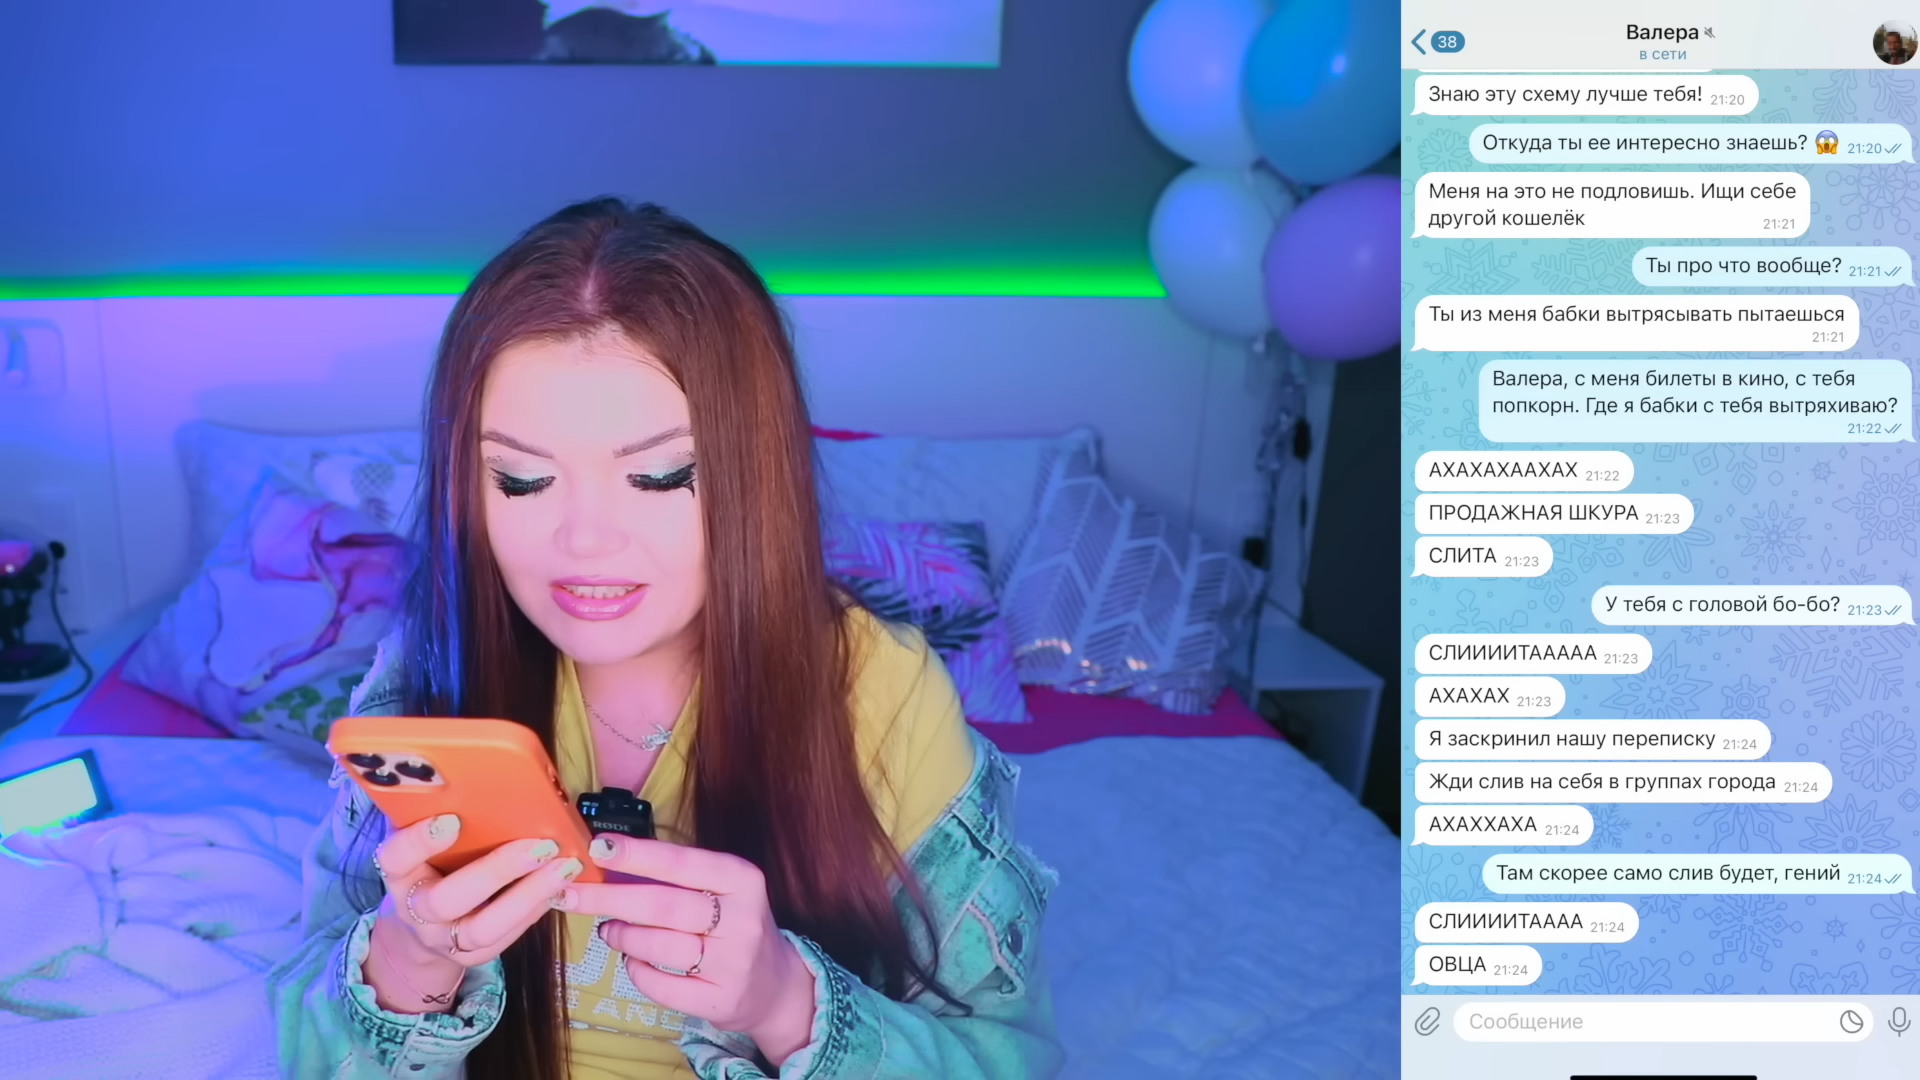 38
Валера
в сети
Знаю эту схему лучше тебя! 21:20
Откуда ты ее интересно знаешь? 😱 21:20
Меня на это не подловишь. Ищи себе
другой кошелёк 21:21
Ты про что вообще? 21:21
Ты из меня бабки вытрясывать пытаешься
21:21
Валера, с меня билеты в кино, с тебя
попкорн. Где я бабки с тебя вытряхиваю?
21:22
АХАХАХААХАХ 21:22
ПРОДАЖНАЯ ШКУРА 21:23
СЛИТА 21:23
У тебя с головой бо-бо? 21:23
СЛИИИИТААААА 21:23
АХАХАХ 21:23
Я заскринил нашу переписку 21:24
Жди слив на себя в группах города 21:24
АХАХХАХА 21:24
Там скорее само слив будет, гений 21:24
СЛИИИИТАААА 21:24
ОВЦА 21:24
Сообщение
RØDE